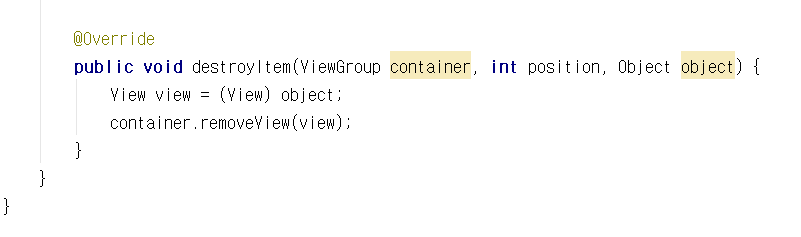 @Override
public void destroyItem(ViewGroup container, int position, Object object) {
View view = (View) object;
container.removeView(view);
}
}
}